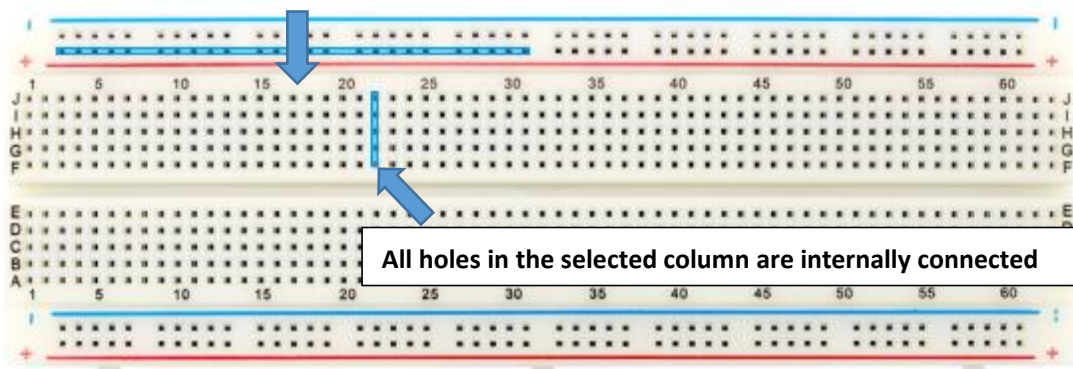 + +
1 5 10 15 20 25 30 35 40 45 50 55 60
J J
I I
H H
G G
F F
E E
D
C
B
A
All holes in the selected column are internally connected
1 5 10 15 20 25 30 35 40 45 50 55 60
+ +